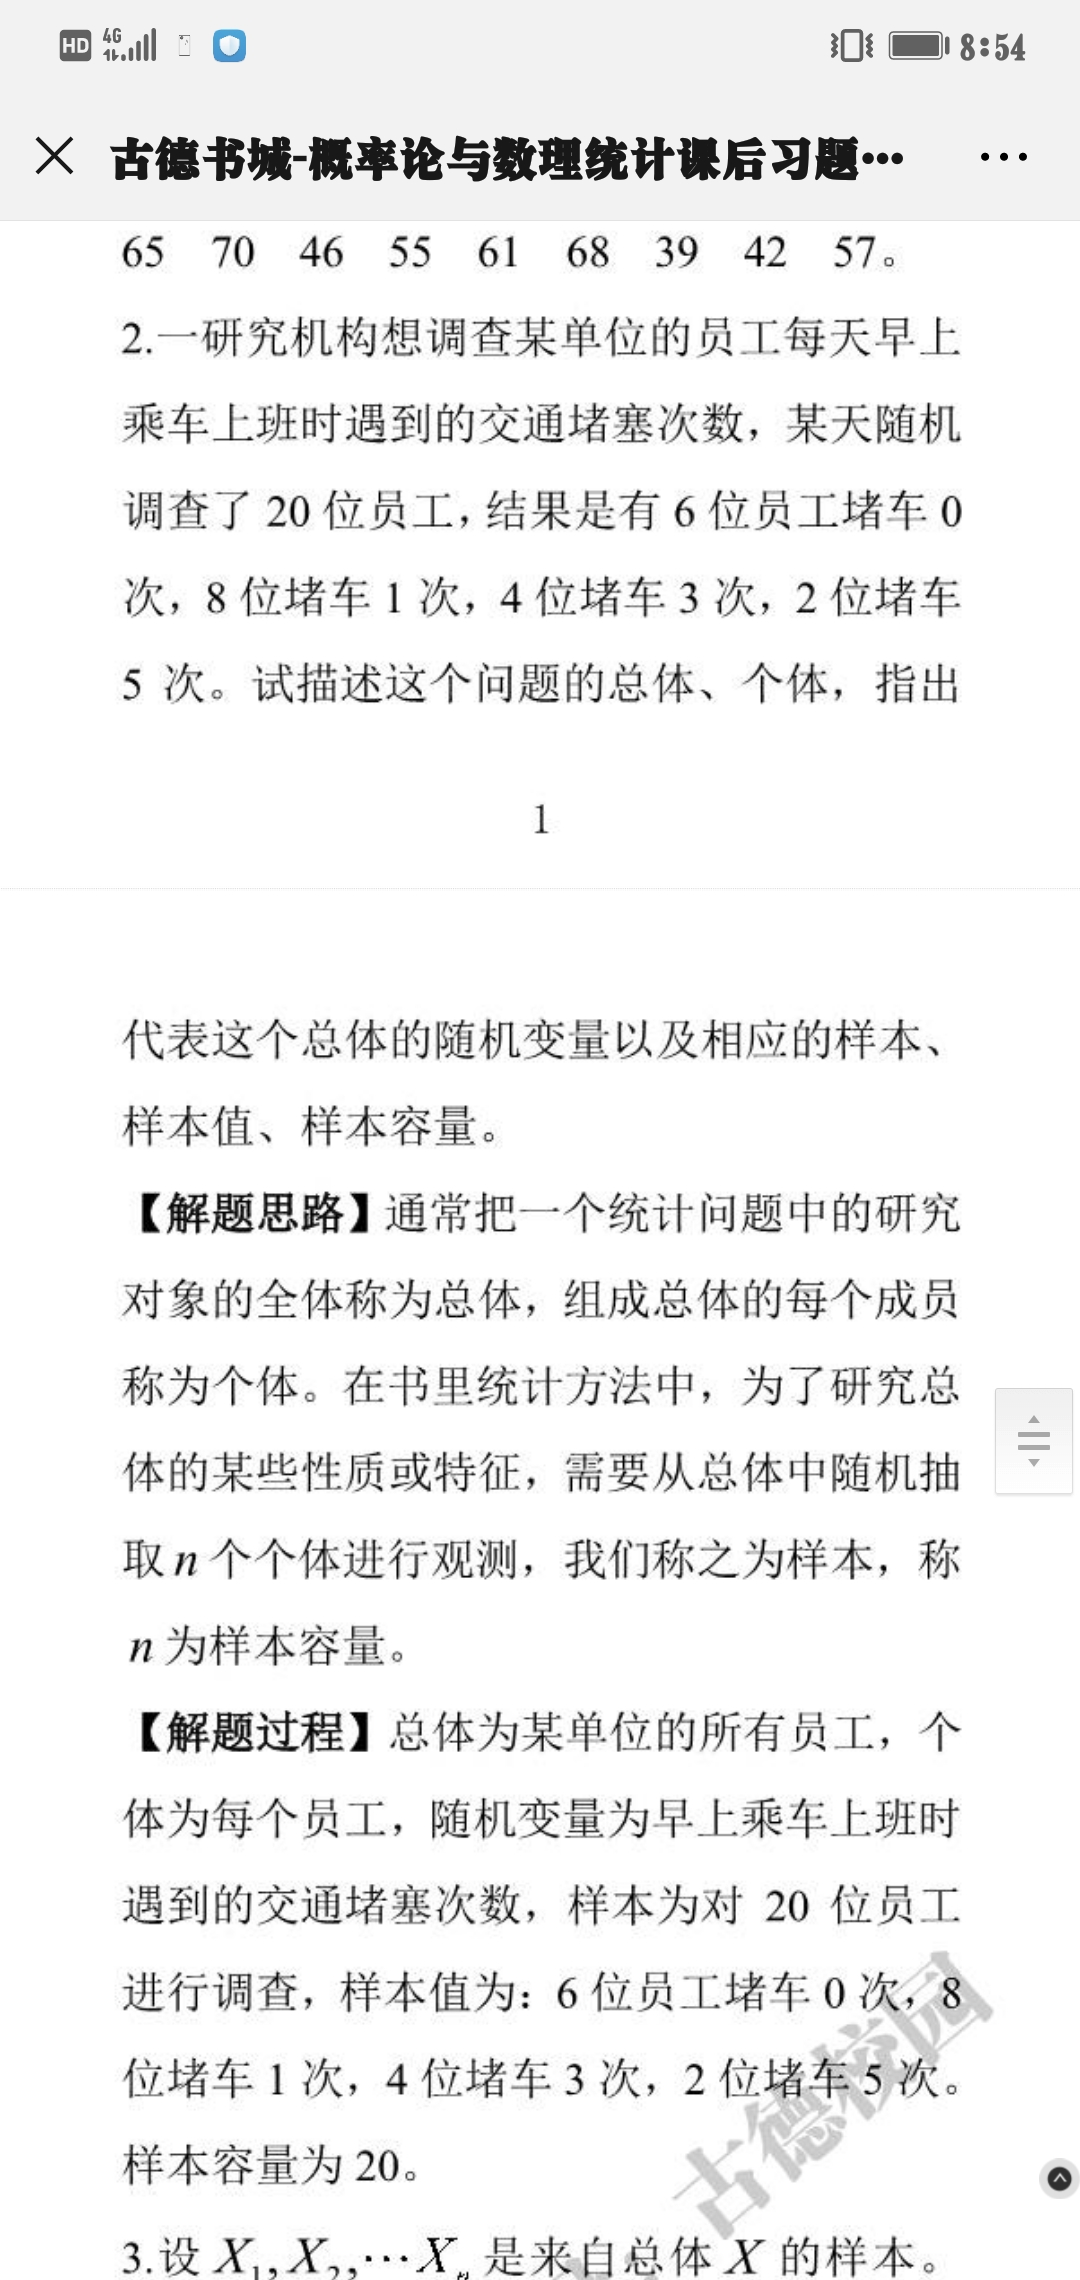 HD 4G 8:54
古德书城-概率论与数理统计课后习题••• •••
65 70 46 55 61 68 39 42 57。
2.一研究机构想调查某单位的员工每天早上
乘车上班时遇到的交通堵塞次数，某天随机
调查了 20 位员工，结果是有 6 位员工堵车 0
次，8 位堵车 1 次，4 位堵车 3 次，2 位堵车
5 次。试描述这个问题的总体、个体，指出
1
代表这个总体的随机变量以及相应的样本、
样本值、样本容量。
【解题思路】通常把一个统计问题中的研究
对象的全体称为总体，组成总体的每个成员
称为个体。在书里统计方法中，为了研究总
体的某些性质或特征，需要从总体中随机抽
取 n 个个体进行观测，我们称之为样本，称
n 为样本容量。
【解题过程】总体为某单位的所有员工，个
体为每个员工，随机变量为早上乘车上班时
遇到的交通堵塞次数，样本为对 20 位员工
进行调查，样本值为：6 位员工堵车 0 次，8
位堵车 1 次，4 位堵车 3 次，2 位堵车 5 次。
样本容量为 20。
古德校园
3.设 X₁,X₂,⋯Xₙ 是来自总体 X 的样本。